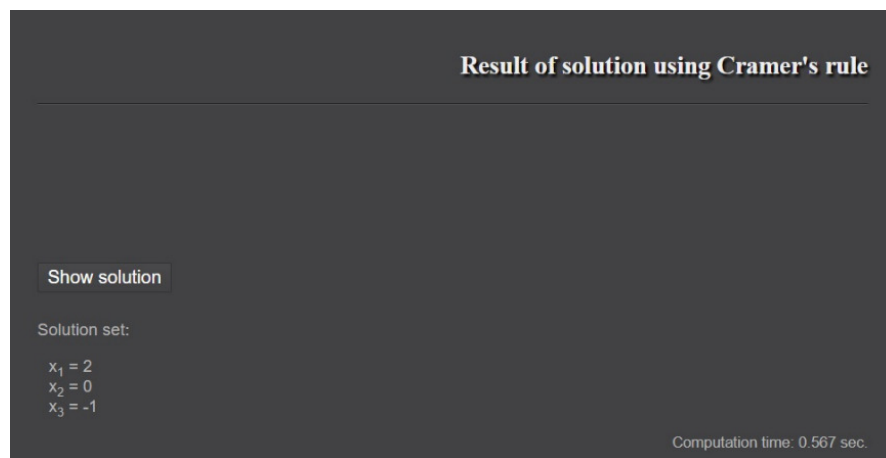 Result of solution using Cramer's rule
Show solution
Solution set:
x₁ = 2
x₂ = 0
x₃ = -1
Computation time: 0.567 sec.